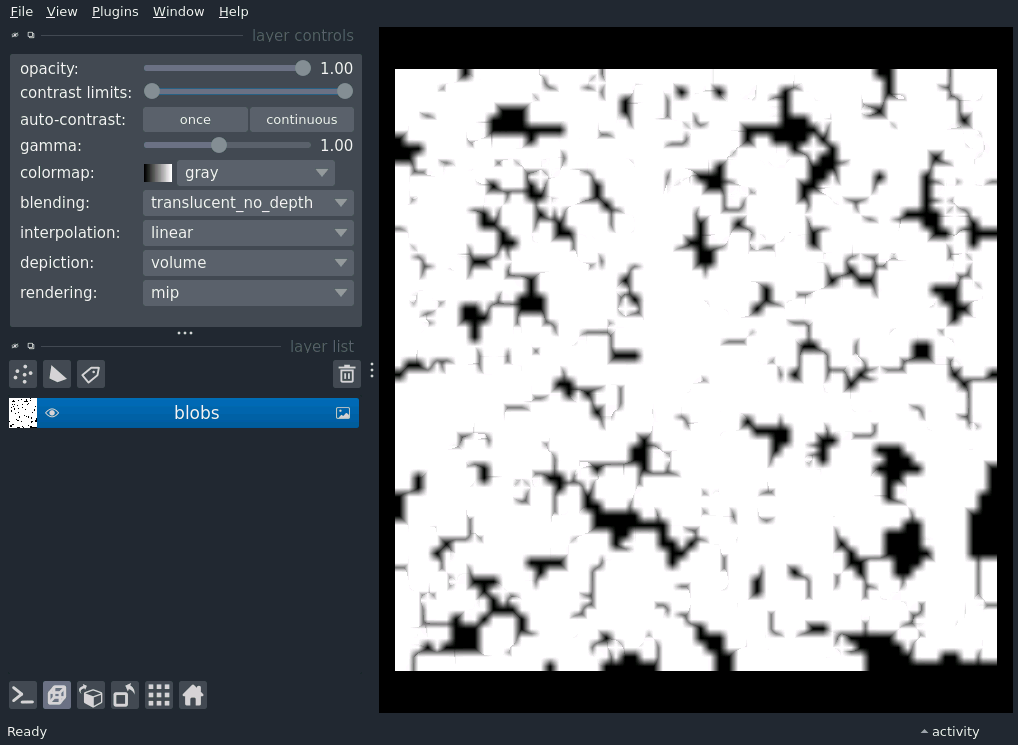 File View Plugins Window Help
layer controls
opacity: 1.00
contrast limits:
auto-contrast: once continuous
gamma: 1.00
colormap: gray
blending: translucent_no_depth
interpolation: linear
depiction: volume
rendering: mip
layer list
blobs
Ready activity